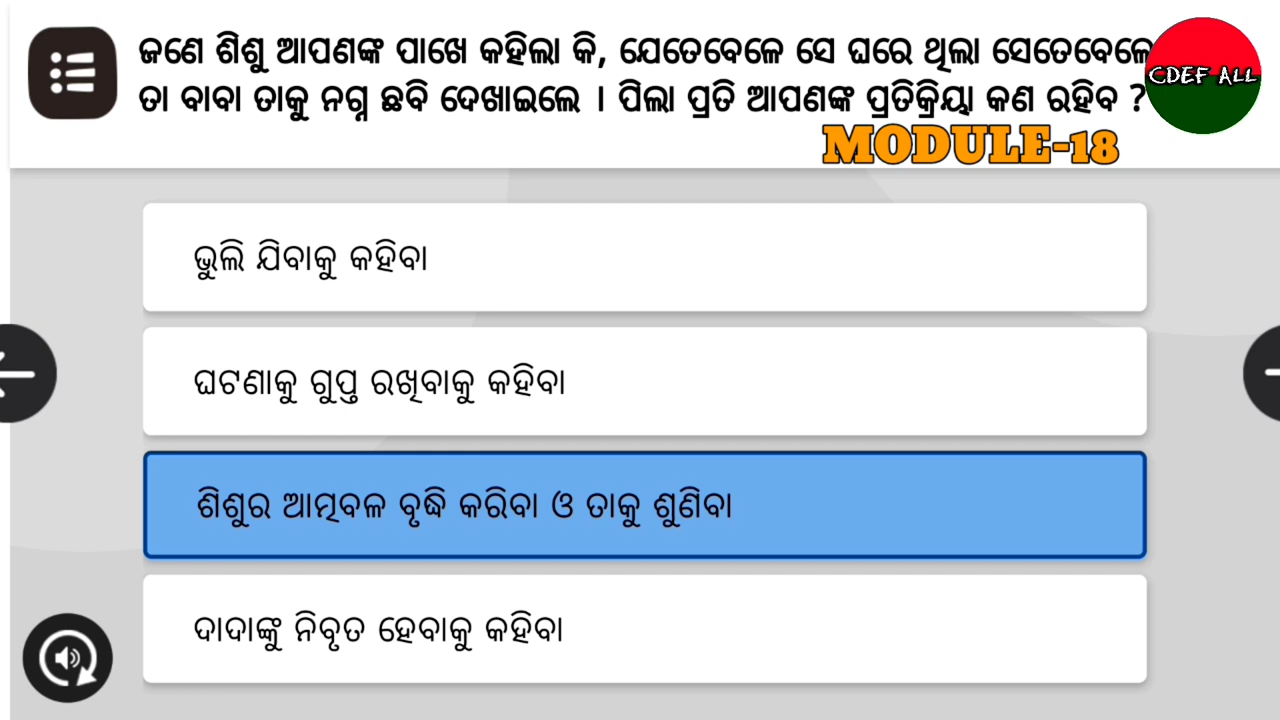 ଜଣେ ଶିଶୁ ଆପଣଙ୍କ ପାଖେ କହିଲା କି, ଯେତେବେଳେ ସେ ଘରେ ଥିଲା ସେତେବେଳେ
ତା ବାବା ତାକୁ ନଗ୍ନ ଛବି ଦେଖାଇଲେ । ପିଲା ପ୍ରତି ଆପଣଙ୍କ ପ୍ରତିକ୍ରିୟା କଣ ରହିବ ?
CDEF ALL
MODULE-18
ଭୁଲି ଯିବାକୁ କହିବା
ଘଟଣାକୁ ଗୁପ୍ତ ରଖିବାକୁ କହିବା
ଶିଶୁର ଆତ୍ମବଳ ବୃଦ୍ଧି କରିବା ଓ ତାକୁ ଶୁଣିବା
ଦାଦାଙ୍କୁ ନିବୃତ ହେବାକୁ କହିବା